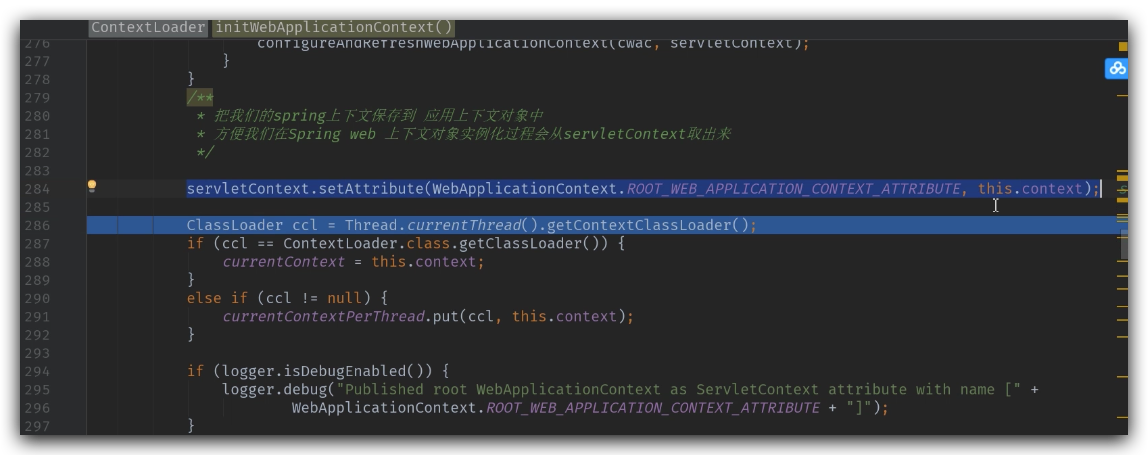 ContextLoader initWebApplicationContext()
276 configureAndRefreshWebApplicationContext(cwac, servletContext);
277 }
278 }
279 /**
280 * 把我们的spring上下文保存到 应用上下文对象中
281 * 方便我们在Spring web 上下文对象实例化过程会从servletContext取出来
282 */
283
284 servletContext.setAttribute(WebApplicationContext.ROOT_WEB_APPLICATION_CONTEXT_ATTRIBUTE, this.context);
285
286 ClassLoader ccl = Thread.currentThread().getContextClassLoader();
287 if (ccl == ContextLoader.class.getClassLoader()) {
288 currentContext = this.context;
289 }
290 else if (ccl != null) {
291 currentContextPerThread.put(ccl, this.context);
292 }
293
294 if (logger.isDebugEnabled()) {
295 logger.debug("Published root WebApplicationContext as ServletContext attribute with name [" +
296 WebApplicationContext.ROOT_WEB_APPLICATION_CONTEXT_ATTRIBUTE + "]");
297 }